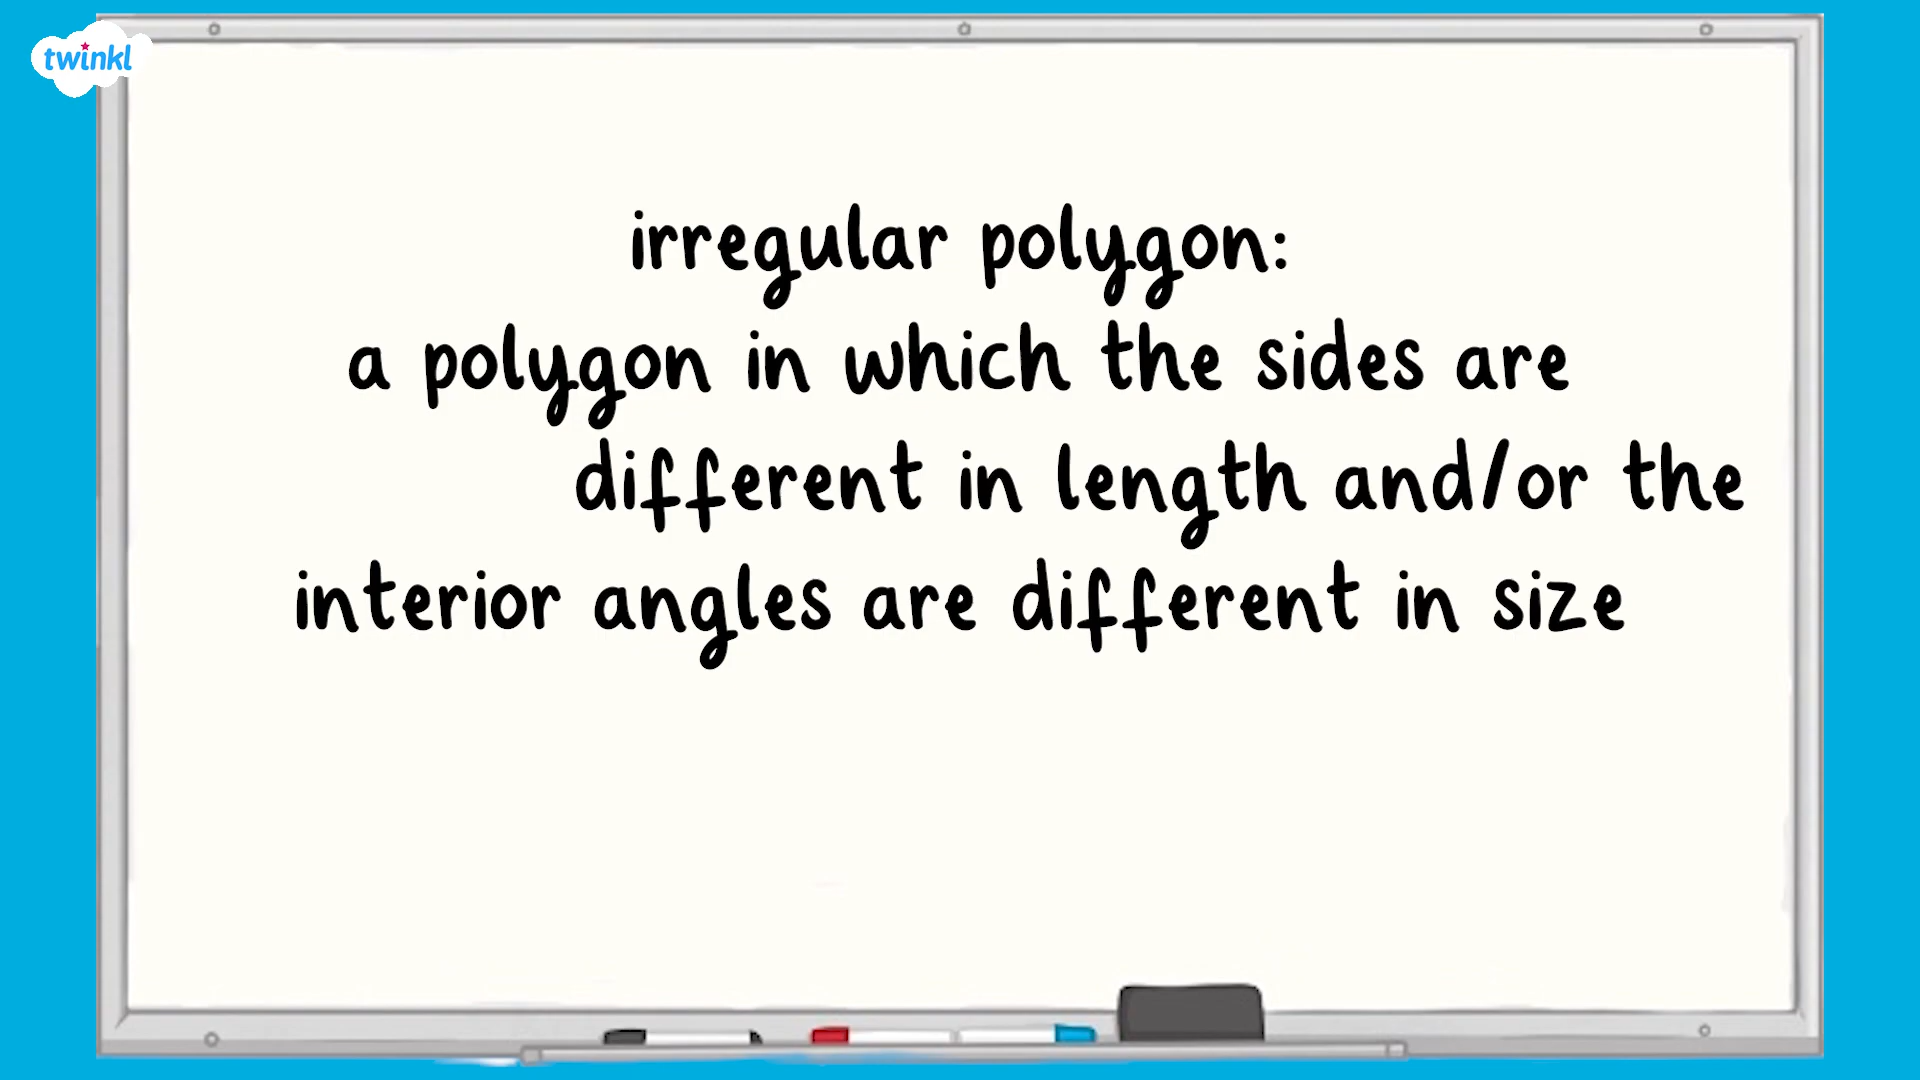 twinkl
irregular polygon:
a polygon in which the sides are
different in length and/or the
interior angles are different in size